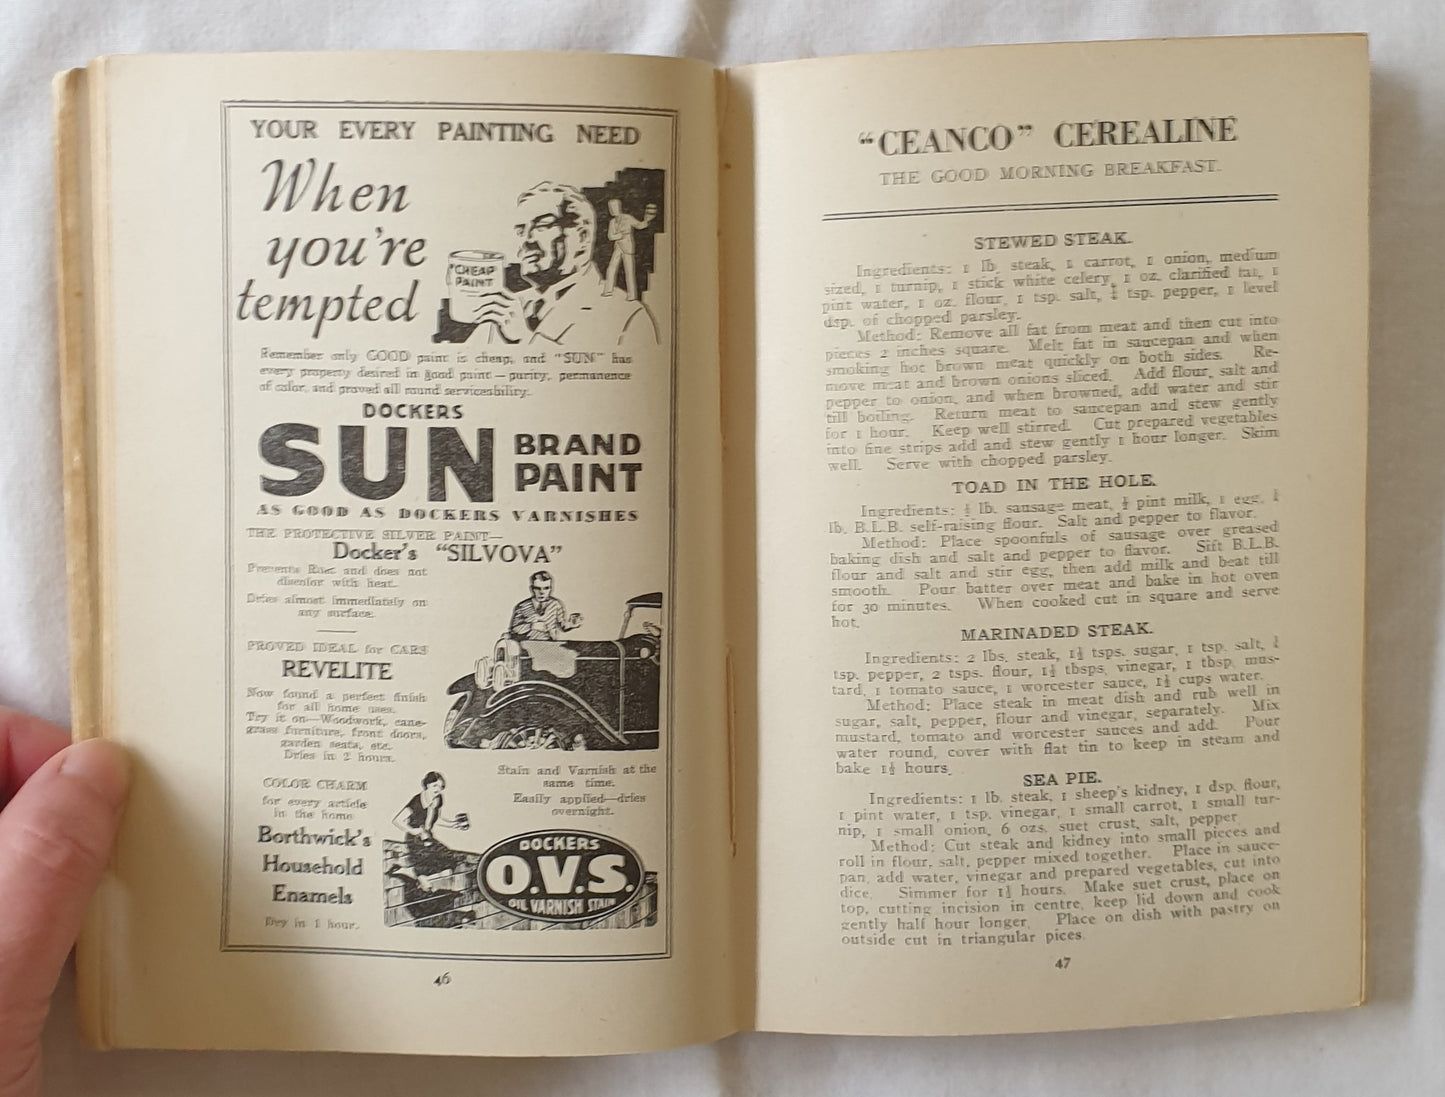 YOUR EVERY PAINTING NEED
When
you're
tempted
"CHEAP
PAINT"
Remember only GOOD paint is cheap, and "SUN" has
every property desired in good paint—purity, permanence
of color, and proved all round serviceability.
DOCKERS
SUN BRAND
PAINT
AS GOOD AS DOCKERS VARNISHES
THE PROTECTIVE SILVER PAINT—
Docker's "SILVOVA"
Prevents Rust and does not
discolor with heat.
Dries almost immediately on
any surface.
PROVED IDEAL for CARS
REVELITE
Now found a perfect finish
for all home uses.
Try it on—Woodwork, cane-
grass furniture, front doors,
garden seats, etc.
Dries in 2 hours.
COLOR CHARM
for every article
in the home
Borthwick's
Household
Enamels
Dry in 1 hour.
Stain and Varnish at the
same time.
Easily applied—dries
overnight.
DOCKERS
O.V.S.
OIL VARNISH STAIN
46
"CEANCO" CEREALINE
THE GOOD MORNING BREAKFAST.
STEWED STEAK.
Ingredients: 1 lb. steak, 1 carrot, 1 onion, medium
sized, 1 turnip, 1 stick white celery, 1 oz. clarified fat, 1
pint water, 1 oz. flour, 1 tsp. salt, tsp. pepper, 1 level
dsp. of chopped parsley.
Method: Remove all fat from meat and then cut into
pieces 2 inches square. Melt fat in saucepan and when
smoking hot brown meat quickly on both sides. Re-
move meat and brown onions sliced. Add flour, salt and
pepper to onion, and when browned, add water and stir
till boiling. Return meat to saucepan and stew gently
for 1 hour. Keep well stirred. Cut prepared vegetables
into fine strips add and stew gently 1 hour longer. Skim
well. Serve with chopped parsley.
TOAD IN THE HOLE.
Ingredients: lb. sausage meat, pint milk, 1 egg,
lb. B.L.B. self-raising flour. Salt and pepper to flavor.
Method: Place spoonfuls of sausage over greased
baking dish and salt and pepper to flavor. Sift B.L.B.
flour and salt and stir egg, then add milk and beat till
smooth. Pour batter over meat and bake in hot oven
for 30 minutes. When cooked cut in square and serve
hot.
MARINADED STEAK.
Ingredients: 2 lbs. steak, 1½ tsps. sugar, 1 tsp. salt,
tsp. pepper, 2 tsps. flour, 1½ tbsps. vinegar, 1 tbsp. mus-
tard, 1 tomato sauce, 1 worcester sauce, 1½ cups water.
Method: Place steak in meat dish and rub well in
sugar, salt, pepper, flour and vinegar, separately. Mix
mustard, tomato and worcester sauces and add. Pour
water round, cover with flat tin to keep in steam and
bake 1½ hours.
SEA PIE.
Ingredients: 1 lb. steak, 1 sheep's kidney, 1 dsp. flour,
1 pint water, 1 tsp. vinegar, 1 small carrot, 1 small tur-
nip, 1 small onion, 6 ozs. suet crust, salt, pepper.
Method: Cut steak and kidney into small pieces and
roll in flour, salt, pepper mixed together. Place in sauce-
pan, add water, vinegar and prepared vegetables, cut into
dice. Simmer for 1½ hours. Make suet crust, place on
top, cutting incision in centre, keep lid down and cook
gently half hour longer. Place on dish with pastry on
outside cut in triangular pices.
47